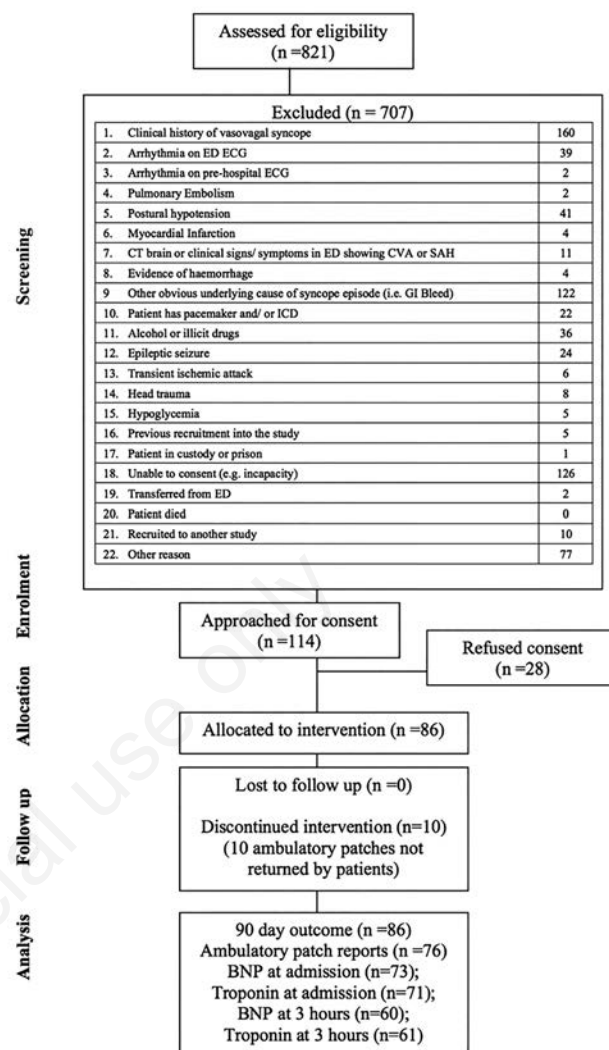 Assessed for eligibility
(n =821)
Screening
Excluded (n = 707)
1. Clinical history of vasovagal syncope 160
2. Arrhythmia on ED ECG 39
3. Arrhythmia on pre-hospital ECG 2
4. Pulmonary Embolism 2
5. Postural hypotension 41
6. Myocardial Infarction 4
7. CT brain or clinical signs/ symptoms in ED showing CVA or SAH 11
8. Evidence of haemorrhage 4
9 Other obvious underlying cause of syncope episode (i.e. GI Bleed) 122
10. Patient has pacemaker and/ or ICD 22
11. Alcohol or illicit drugs 36
12. Epileptic seizure 24
13. Transient ischemic attack 6
14. Head trauma 8
15. Hypoglycemia 5
16. Previous recruitment into the study 5
17. Patient in custody or prison 1
18. Unable to consent (e.g. incapacity) 126
19. Transferred from ED 2
20. Patient died 0
21. Recruited to another study 10
22. Other reason 77
Enrolment
Approached for consent
(n =114)
Refused consent
(n =28)
Allocation
Allocated to intervention (n =86)
Follow up
Lost to follow up (n =0)
Discontinued intervention (n=10)
(10 ambulatory patches not
returned by patients)
Analysis
90 day outcome (n =86)
Ambulatory patch reports (n =76)
BNP at admission (n=73);
Troponin at admission (n=71);
BNP at 3 hours (n=60);
Troponin at 3 hours (n=61)
cial use only